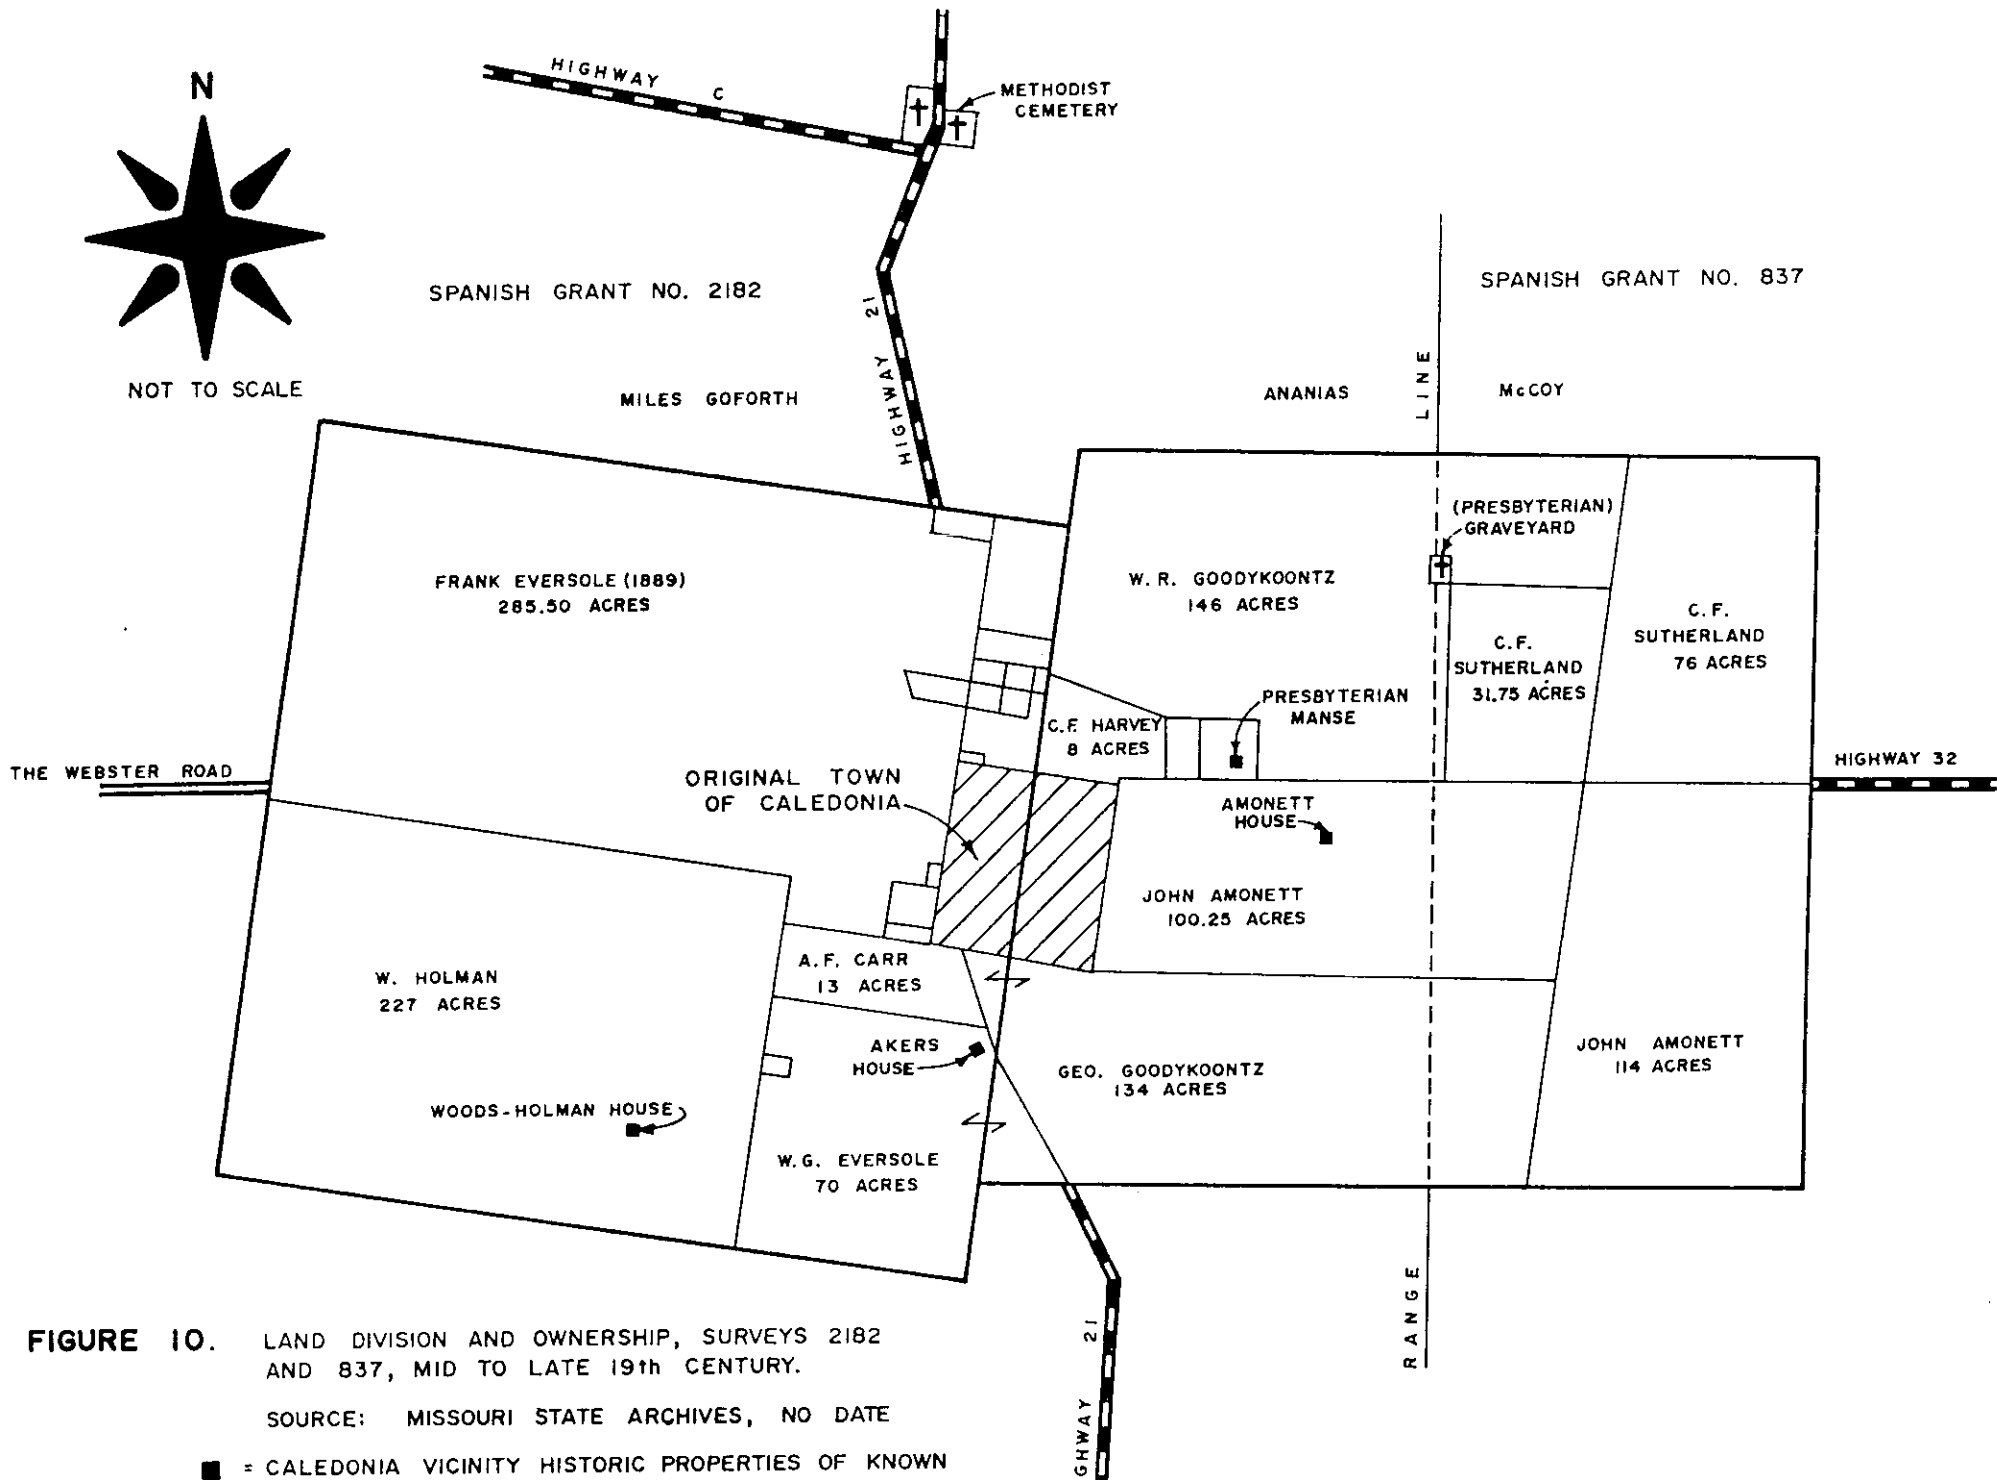 N
NOT TO SCALE
HIGHWAY C
METHODIST
CEMETERY
SPANISH GRANT NO. 2182
HIGHWAY 21
MILES GOFORTH
SPANISH GRANT NO. 837
ANANIAS McCOY
RANGE LINE
FRANK EVERSOLE (1889)
285.50 ACRES
W. R. GOODYKOONTZ
146 ACRES
(PRESBYTERIAN)
GRAVEYARD
C. F.
SUTHERLAND
76 ACRES
C.F.
SUTHERLAND
31.75 ACRES
PRESBYTERIAN
MANSE
C.F. HARVEY
8 ACRES
THE WEBSTER ROAD
HIGHWAY 32
ORIGINAL TOWN
OF CALEDONIA
AMONETT
HOUSE
JOHN AMONETT
100.25 ACRES
A.F. CARR
13 ACRES
W. HOLMAN
227 ACRES
AKERS
HOUSE
GEO. GOODYKOONTZ
134 ACRES
JOHN AMONETT
114 ACRES
WOODS-HOLMAN HOUSE
W.G. EVERSOLE
70 ACRES
GHWAY 21
FIGURE 10. LAND DIVISION AND OWNERSHIP, SURVEYS 2182
AND 837, MID TO LATE 19th CENTURY.
SOURCE: MISSOURI STATE ARCHIVES, NO DATE
■ = CALEDONIA VICINITY HISTORIC PROPERTIES OF KNOWN